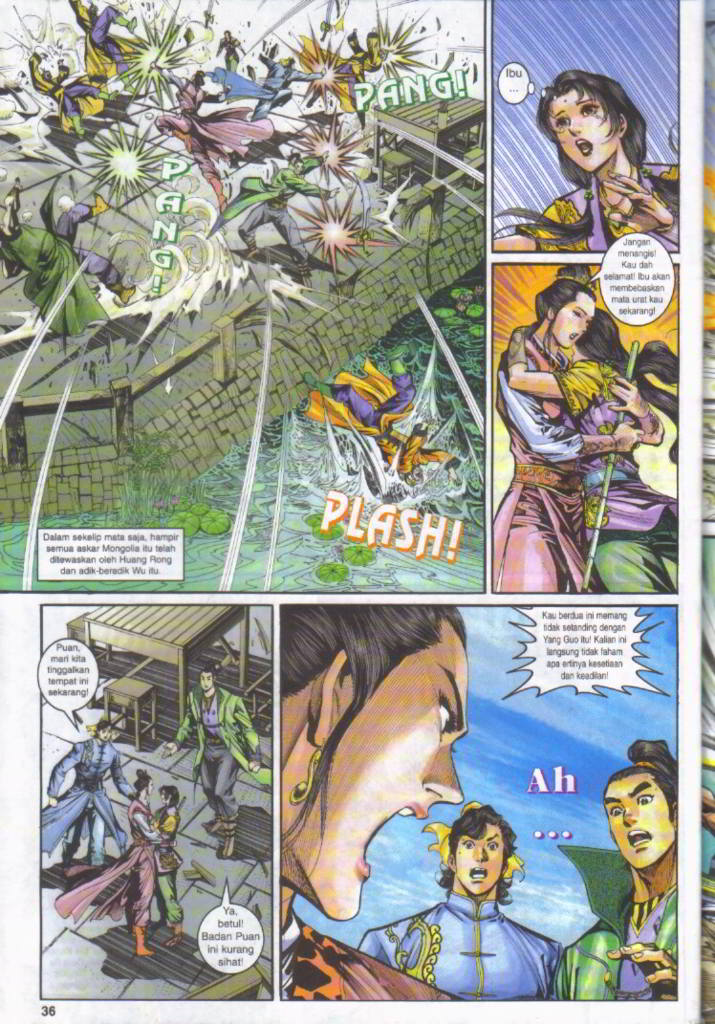 PANG!
PANG!
PLASH!
Dalam sekelip mata saja, hampir
semua askar Mongolia itu telah
ditewaskan oleh Huang Rong
dan adik-beradik Wu itu.
Ibu
...
Jangan
menangis!
Kau dah
selamat! Ibu akan
membebaskan
mata urat kau
sekarang!
Puan,
mari kita
tinggalkan
tempat ini
sekarang!
Ya,
betul!
Badan Puan
ini kurang
sihat!
Kau berdua ini memang
tidak setanding dengan
Yang Guo itu! Kalian ini
langsung tidak faham
apa ertinya kesetiaan
dan keadilan!
Ah
...
36